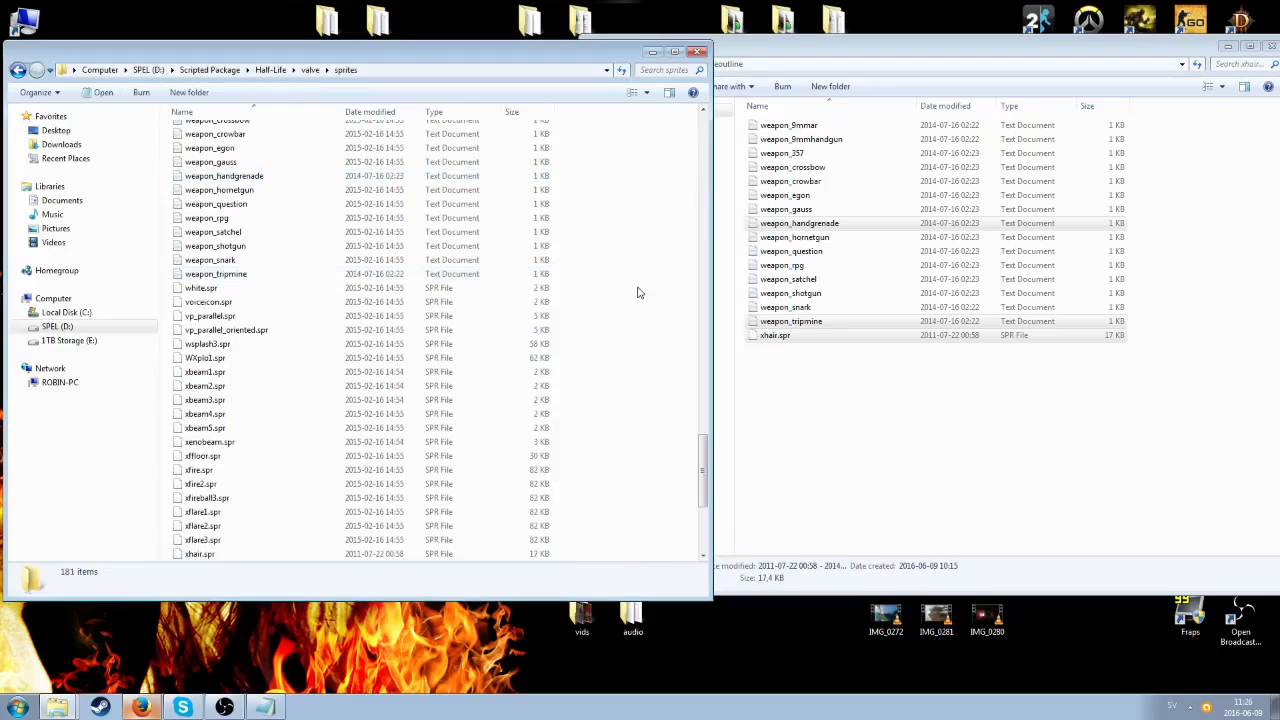 Computer ▸ SPEL (D:) ▸ Scripted Package ▸ Half-Life ▸ valve ▸ sprites
Search sprites
Organize ▾ Open Burn New folder
Favorites
Desktop
Downloads
Recent Places
Libraries
Documents
Music
Pictures
Videos
Homegroup
Computer
Local Disk (C:)
SPEL (D:)
1TB Storage (E:)
Network
ROBIN-PC
Name Date modified Type Size
weapon_crossbow 2015-02-16 14:55 Text Document 1 KB
weapon_crowbar 2015-02-16 14:55 Text Document 1 KB
weapon_egon 2015-02-16 14:55 Text Document 1 KB
weapon_gauss 2015-02-16 14:55 Text Document 1 KB
weapon_handgrenade 2014-07-16 02:23 Text Document 1 KB
weapon_hornetgun 2015-02-16 14:55 Text Document 1 KB
weapon_question 2015-02-16 14:55 Text Document 1 KB
weapon_rpg 2015-02-16 14:55 Text Document 1 KB
weapon_satchel 2015-02-16 14:55 Text Document 1 KB
weapon_shotgun 2015-02-16 14:55 Text Document 1 KB
weapon_snark 2015-02-16 14:55 Text Document 1 KB
weapon_tripmine 2014-07-16 02:22 Text Document 1 KB
white.spr 2015-02-16 14:55 SPR File 2 KB
voiceicon.spr 2015-02-16 14:55 SPR File 2 KB
vp_parallel.spr 2015-02-16 14:55 SPR File 5 KB
vp_parallel_oriented.spr 2015-02-16 14:55 SPR File 5 KB
wsplash3.spr 2015-02-16 14:55 SPR File 58 KB
WXplo1.spr 2015-02-16 14:55 SPR File 62 KB
xbeam1.spr 2015-02-16 14:54 SPR File 2 KB
xbeam2.spr 2015-02-16 14:55 SPR File 2 KB
xbeam3.spr 2015-02-16 14:54 SPR File 2 KB
xbeam4.spr 2015-02-16 14:55 SPR File 2 KB
xbeam5.spr 2015-02-16 14:55 SPR File 2 KB
xenobeam.spr 2015-02-16 14:54 SPR File 3 KB
xffloor.spr 2015-02-16 14:55 SPR File 30 KB
xfire.spr 2015-02-16 14:55 SPR File 82 KB
xfire2.spr 2015-02-16 14:55 SPR File 82 KB
xfireball3.spr 2015-02-16 14:55 SPR File 82 KB
xflare1.spr 2015-02-16 14:55 SPR File 82 KB
xflare2.spr 2015-02-16 14:55 SPR File 82 KB
xflare3.spr 2015-02-16 14:55 SPR File 82 KB
xhair.spr 2011-07-22 00:58 SPR File 17 KB
181 items
eoutline
Search xhair...
are with ▾ Burn New folder
Name Date modified Type Size
weapon_9mmar 2014-07-16 02:22 Text Document 1 KB
weapon_9mmhandgun 2014-07-16 02:22 Text Document 1 KB
weapon_357 2014-07-16 02:23 Text Document 1 KB
weapon_crossbow 2014-07-16 02:23 Text Document 1 KB
weapon_crowbar 2014-07-16 02:23 Text Document 1 KB
weapon_egon 2014-07-16 02:23 Text Document 1 KB
weapon_gauss 2014-07-16 02:23 Text Document 1 KB
weapon_handgrenade 2014-07-16 02:23 Text Document 1 KB
weapon_hornetgun 2014-07-16 02:23 Text Document 1 KB
weapon_question 2014-07-16 02:23 Text Document 1 KB
weapon_rpg 2014-07-16 02:23 Text Document 1 KB
weapon_satchel 2014-07-16 02:23 Text Document 1 KB
weapon_shotgun 2014-07-16 02:23 Text Document 1 KB
weapon_snark 2014-07-16 02:22 Text Document 1 KB
weapon_tripmine 2014-07-16 02:22 Text Document 1 KB
xhair.spr 2011-07-22 00:58 SPR File 17 KB
te modified: 2011-07-22 00:58 - 2014... Date created: 2016-06-09 10:15
Size: 17,4 KB
2
GO
vids
audio
IMG_0272
IMG_0281
IMG_0280
99
Fraps
Open
Broadcast...
SV
11:26
2016-06-09